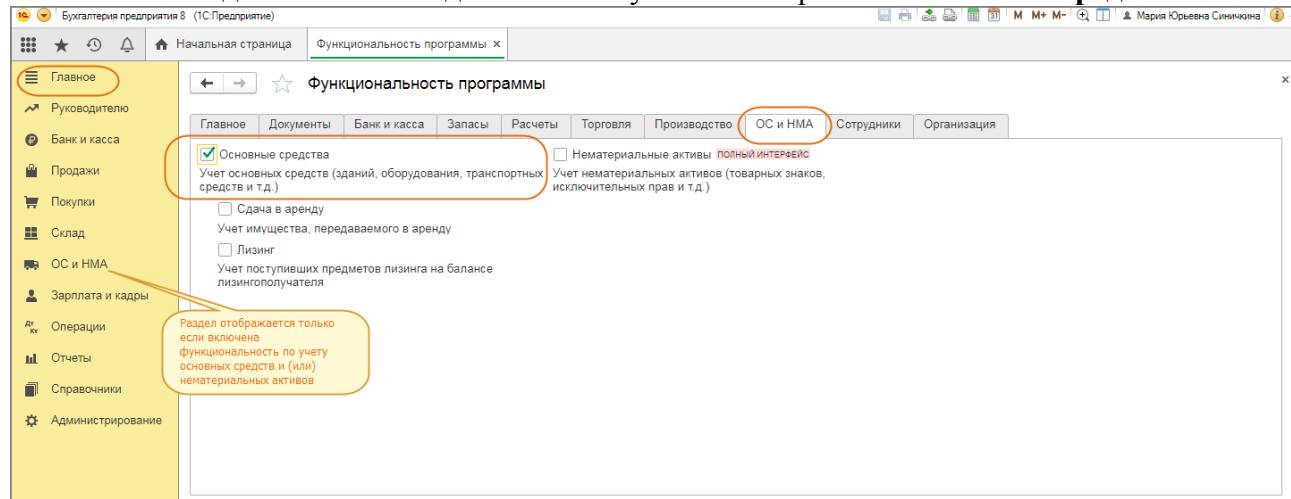 Бухгалтерия предприятия 8 (1С:Предприятие)
M M+ M- Мария Юрьевна Синичкина
Начальная страница Функциональность программы ×
Главное
Руководителю
Банк и касса
Продажи
Покупки
Склад
ОС и НМА
Зарплата и кадры
Операции
Отчеты
Справочники
Администрирование
Функциональность программы
Главное Документы Банк и касса Запасы Расчеты Торговля Производство ОС и НМА Сотрудники Организация
Основные средства
Учет основных средств (зданий, оборудования, транспортных
средств и т.д.)
Сдача в аренду
Учет имущества, передаваемого в аренду
Лизинг
Учет поступивших предметов лизинга на балансе
лизингополучателя
Нематериальные активы ПОЛНЫЙ ИНТЕРФЕЙС
Учет нематериальных активов (товарных знаков,
исключительных прав и т.д.)
Раздел отображается только
если включена
функциональность по учету
основных средств и (или)
нематериальных активов